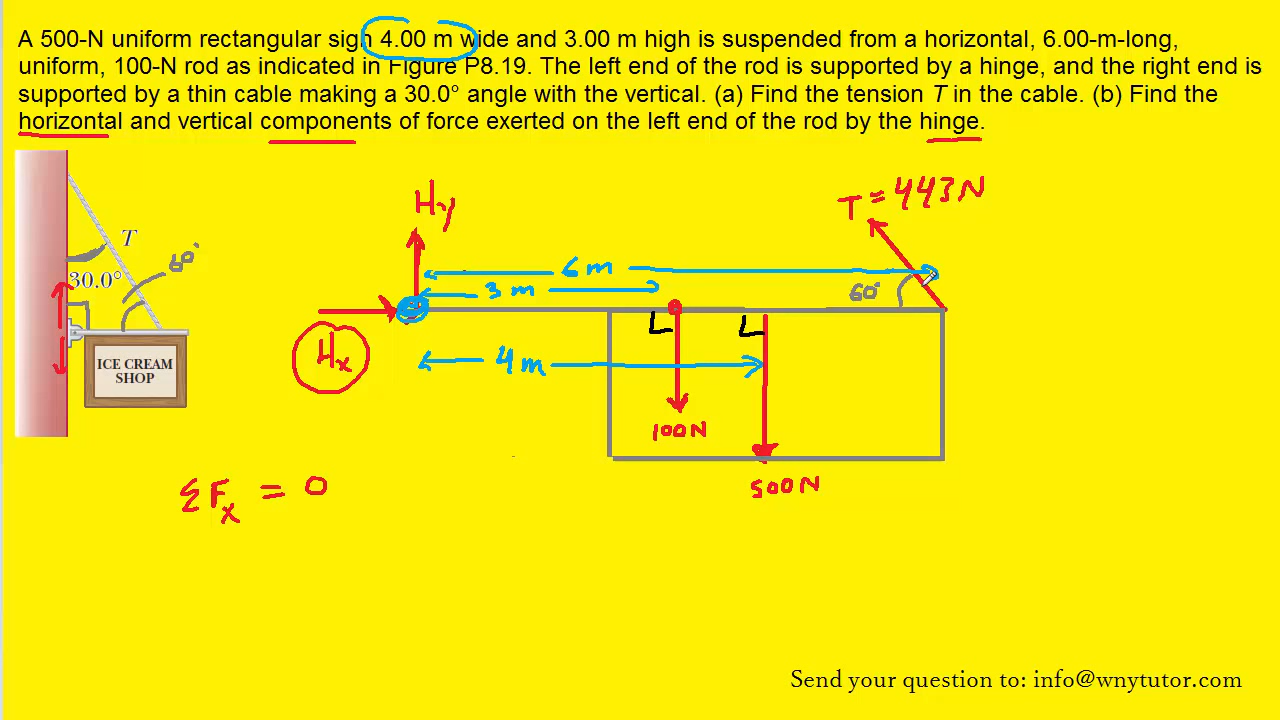 A 500-N uniform rectangular sign 4.00 m wide and 3.00 m high is suspended from a horizontal, 6.00-m-long,
uniform, 100-N rod as indicated in Figure P8.19. The left end of the rod is supported by a hinge, and the right end is
supported by a thin cable making a 30.0° angle with the vertical. (a) Find the tension T in the cable. (b) Find the
horizontal and vertical components of force exerted on the left end of the rod by the hinge.
T
60°
30.0°
ICE CREAM
SHOP
Hy
T = 443N
6 m
3 m
60°
Hx
4 m
100N
500N
ΣFx = 0
Send your question to: info@wnytutor.com